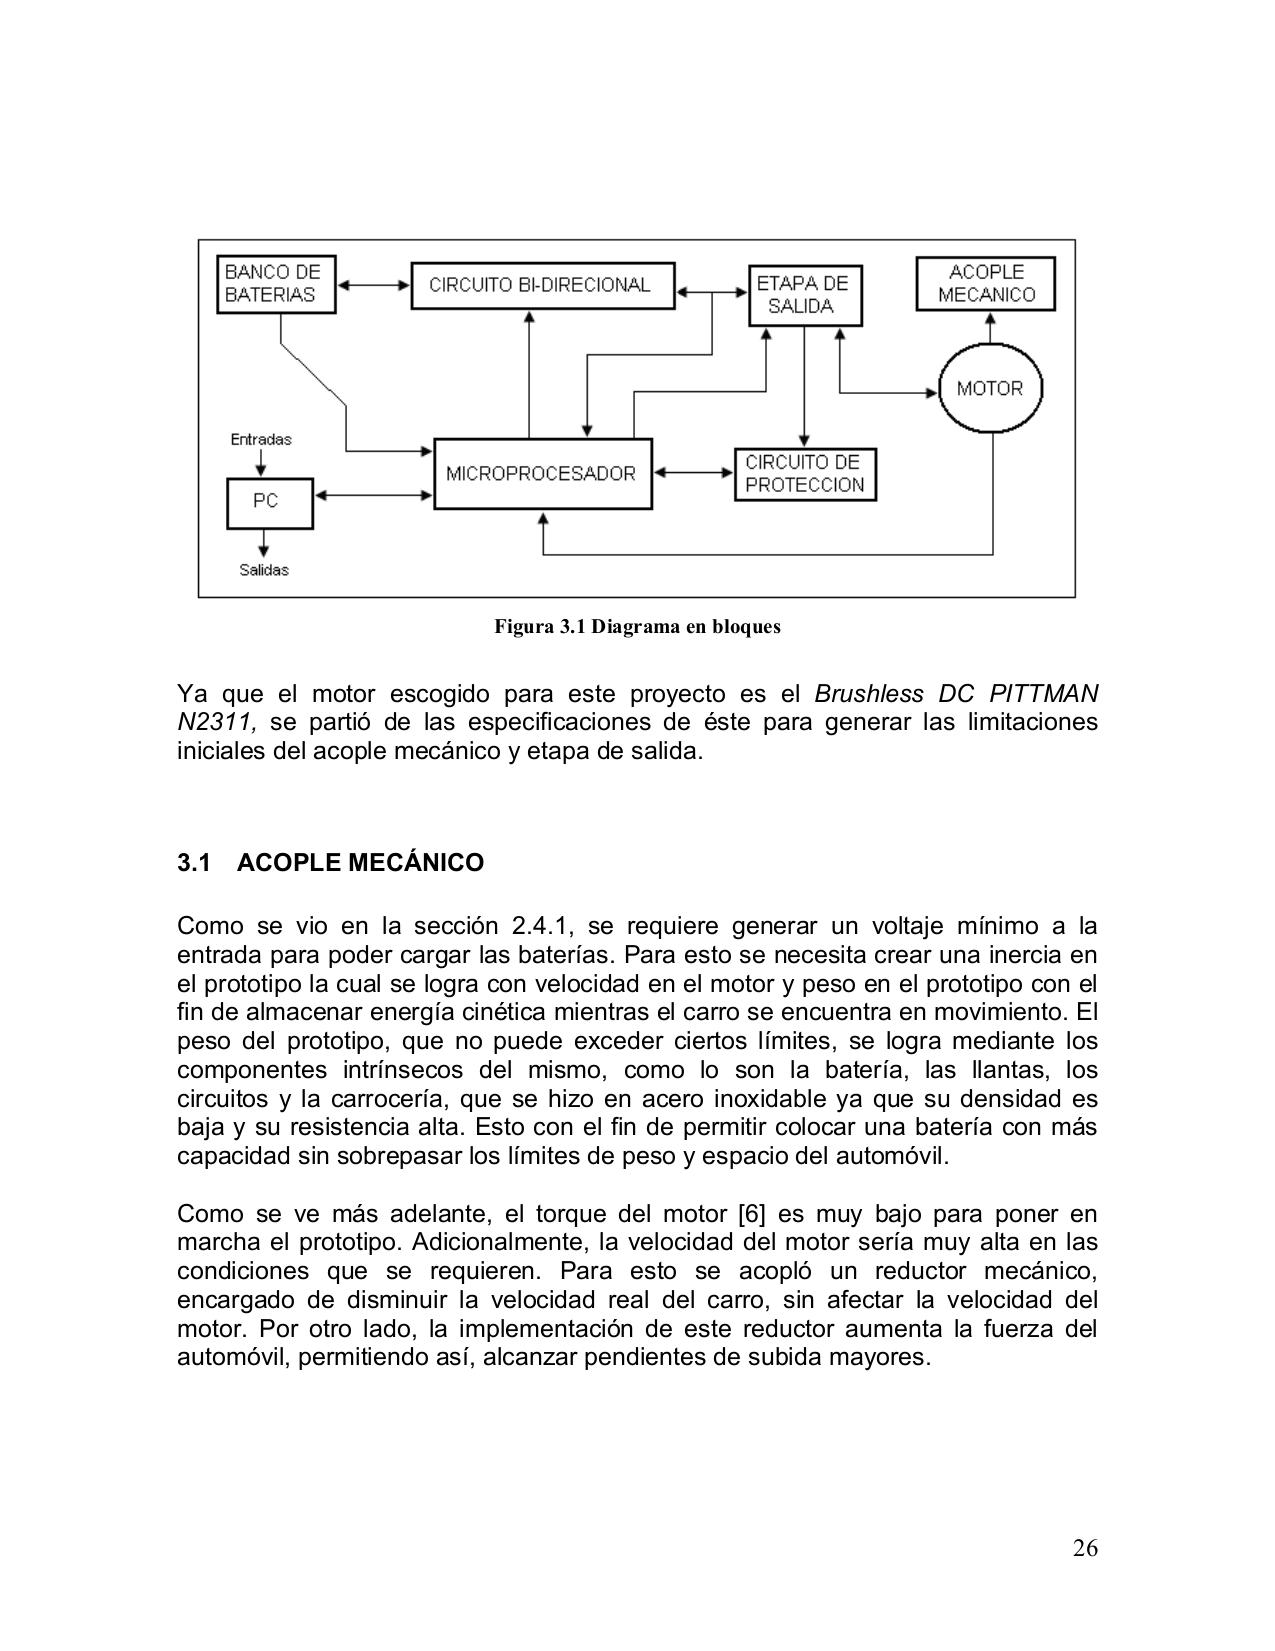 BANCO DE
BATERIAS
CIRCUITO BI-DIRECIONAL
ETAPA DE
SALIDA
ACOPLE
MECANICO
MOTOR
Entradas
PC
Salidas
MICROPROCESADOR
CIRCUITO DE
PROTECCION
Figura 3.1 Diagrama en bloques
Ya que el motor escogido para este proyecto es el Brushless DC PITTMAN
N2311, se partió de las especificaciones de éste para generar las limitaciones
iniciales del acople mecánico y etapa de salida.
3.1 ACOPLE MECÁNICO
Como se vio en la sección 2.4.1, se requiere generar un voltaje mínimo a la
entrada para poder cargar las baterías. Para esto se necesita crear una inercia en
el prototipo la cual se logra con velocidad en el motor y peso en el prototipo con el
fin de almacenar energía cinética mientras el carro se encuentra en movimiento. El
peso del prototipo, que no puede exceder ciertos límites, se logra mediante los
componentes intrínsecos del mismo, como lo son la batería, las llantas, los
circuitos y la carrocería, que se hizo en acero inoxidable ya que su densidad es
baja y su resistencia alta. Esto con el fin de permitir colocar una batería con más
capacidad sin sobrepasar los límites de peso y espacio del automóvil.
Como se ve más adelante, el torque del motor [6] es muy bajo para poner en
marcha el prototipo. Adicionalmente, la velocidad del motor sería muy alta en las
condiciones que se requieren. Para esto se acopló un reductor mecánico,
encargado de disminuir la velocidad real del carro, sin afectar la velocidad del
motor. Por otro lado, la implementación de este reductor aumenta la fuerza del
automóvil, permitiendo así, alcanzar pendientes de subida mayores.
26